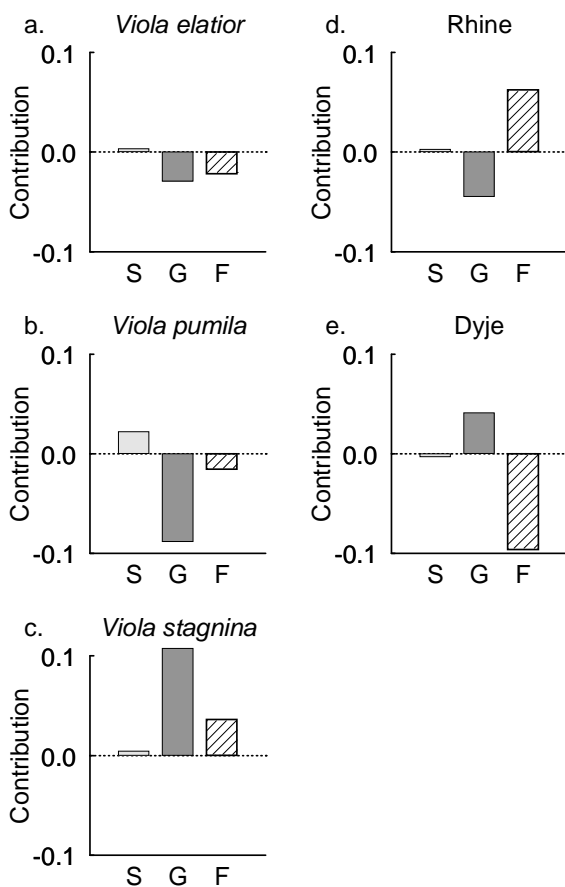 a. Viola elatior
0.1
0.0
-0.1
Contribution
S G F
d. Rhine
0.1
0.0
-0.1
Contribution
S G F
b. Viola pumila
0.1
0.0
-0.1
Contribution
S G F
e. Dyje
0.1
0.0
-0.1
Contribution
S G F
c. Viola stagnina
0.1
0.0
-0.1
Contribution
S G F